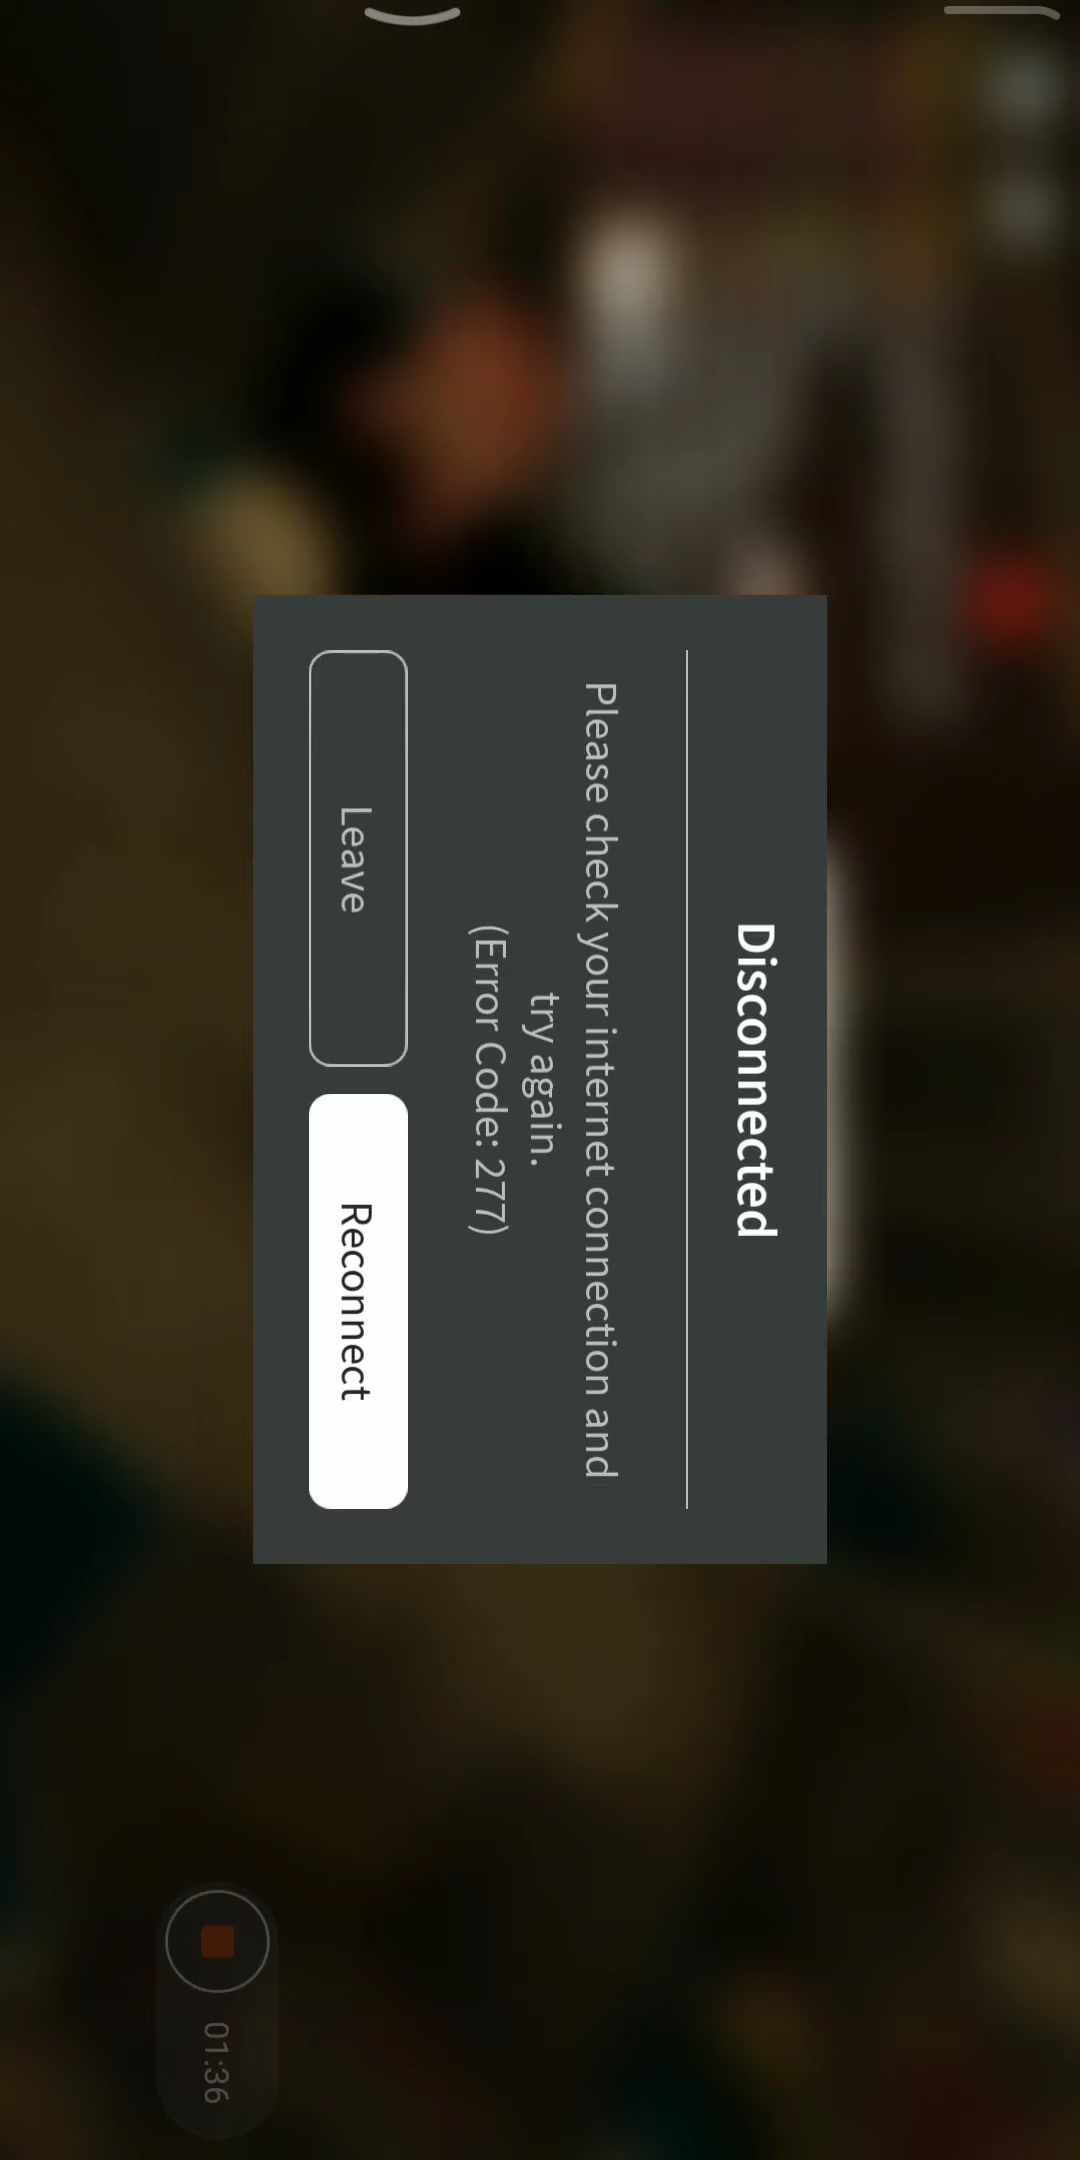 Disconnected
Please check your internet connection and
try again.
(Error Code: 277)
Leave
Reconnect
01:36